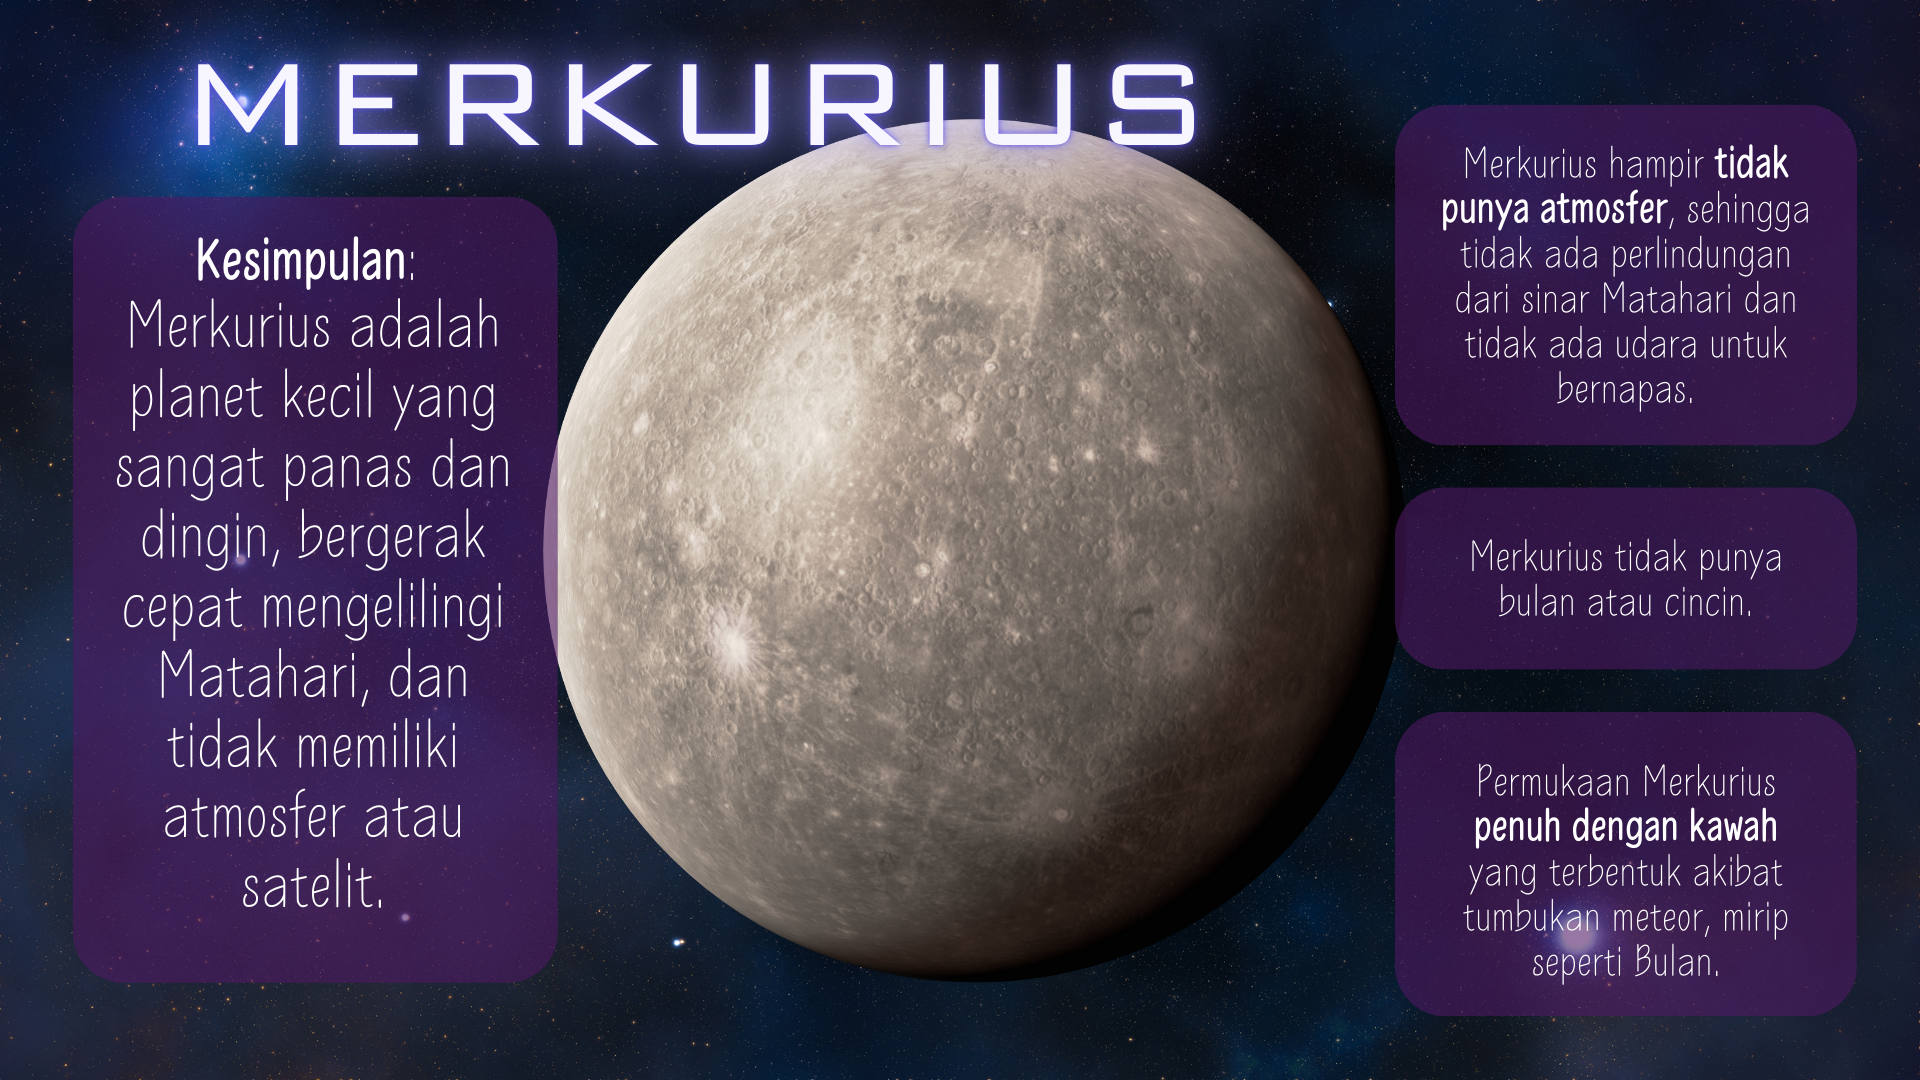 MERKURIUS
Kesimpulan:
Merkurius adalah
planet kecil yang
sangat panas dan
dingin, bergerak
cepat mengelilingi
Matahari, dan
tidak memiliki
atmosfer atau
satelit.
Merkurius hampir tidak
punya atmosfer, sehingga
tidak ada perlindungan
dari sinar Matahari dan
tidak ada udara untuk
bernapas.
Merkurius tidak punya
bulan atau cincin.
Permukaan Merkurius
penuh dengan kawah
yang terbentuk akibat
tumbukan meteor, mirip
seperti Bulan.